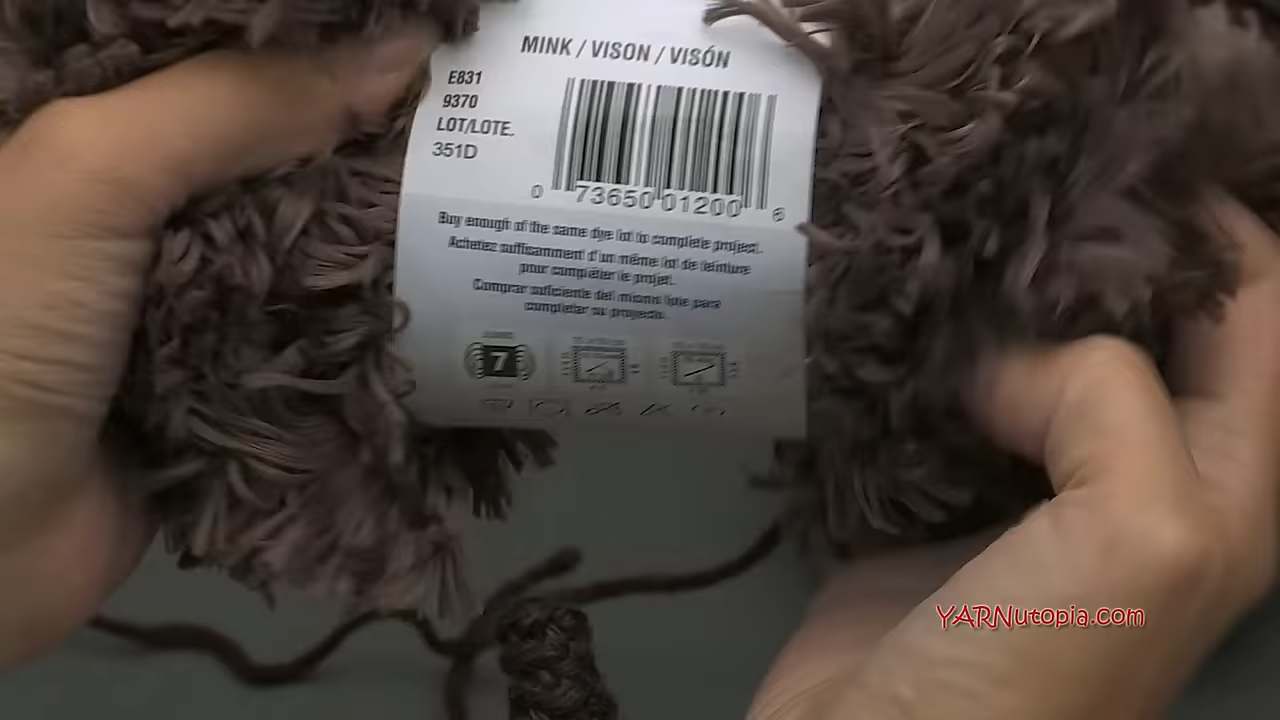 MINK / VISON / VISÓN
E831
9370
LOT/LOTE.
351D
0 73650 01200 6
Buy enough of the same dye lot to complete project.
Achetez suffisamment d'un même lot de teinture
pour compléter le projet.
Comprar suficiente del mismo lote para
completar su proyecto.
7
YARNutopia.com